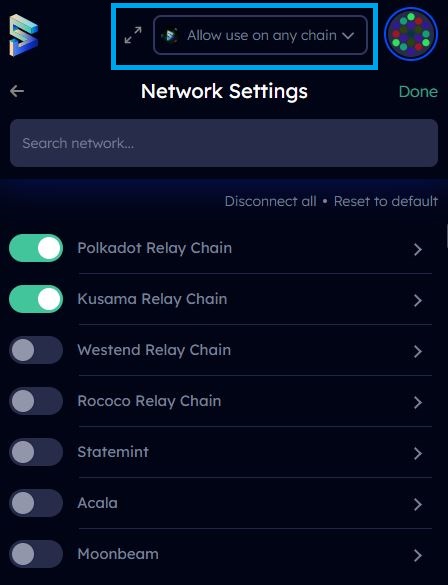 Allow use on any chain
Network Settings Done
Search network...
Disconnect all • Reset to default
Polkadot Relay Chain
Kusama Relay Chain
Westend Relay Chain
Rococo Relay Chain
Statemint
Acala
Moonbeam